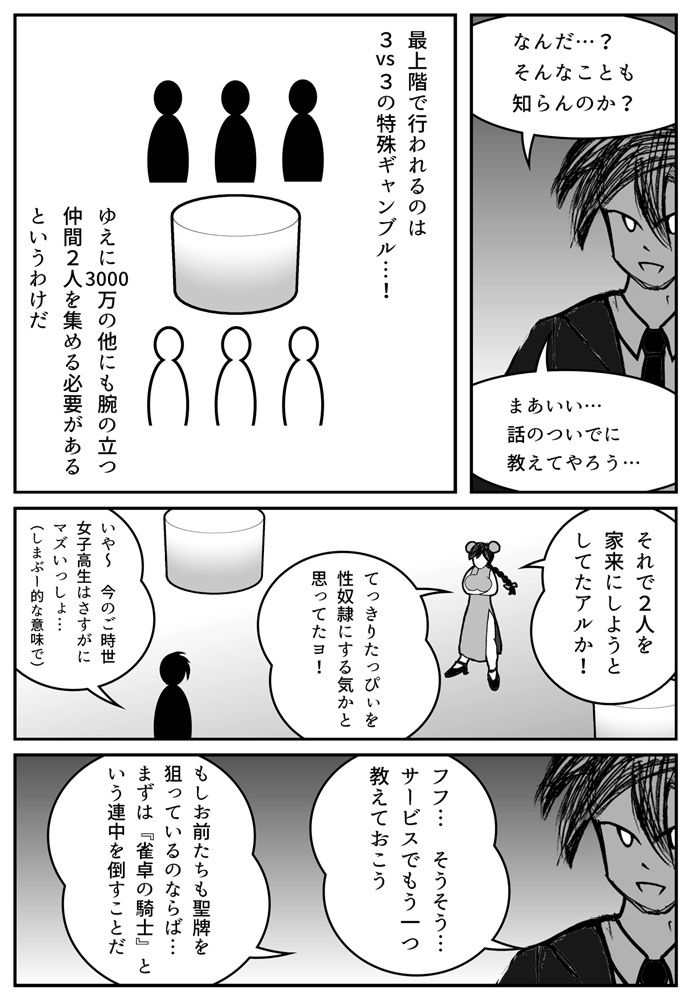 なんだ…？
そんなことも
知らんのか？
まあいい…
話のついでに
教えてやろう…
最上階で行われるのは
３vs３の特殊ギャンブル…！
ゆえに3000万の他にも腕の立つ
仲間２人を集める必要がある
というわけだ
それで２人を
家来にしようと
してたアルか！
てっきりたっぴぃを
性奴隷にする気かと
思ってたヨ！
いや～　今のご時世
女子高生はさすがに
マズいっしょ…
（しまぶー的な意味で）
フフ…　そうそう…
サービスでもう一つ
教えておこう
もしお前たちも聖牌を
狙っているのならば…
まずは『雀卓の騎士』と
いう連中を倒すことだ